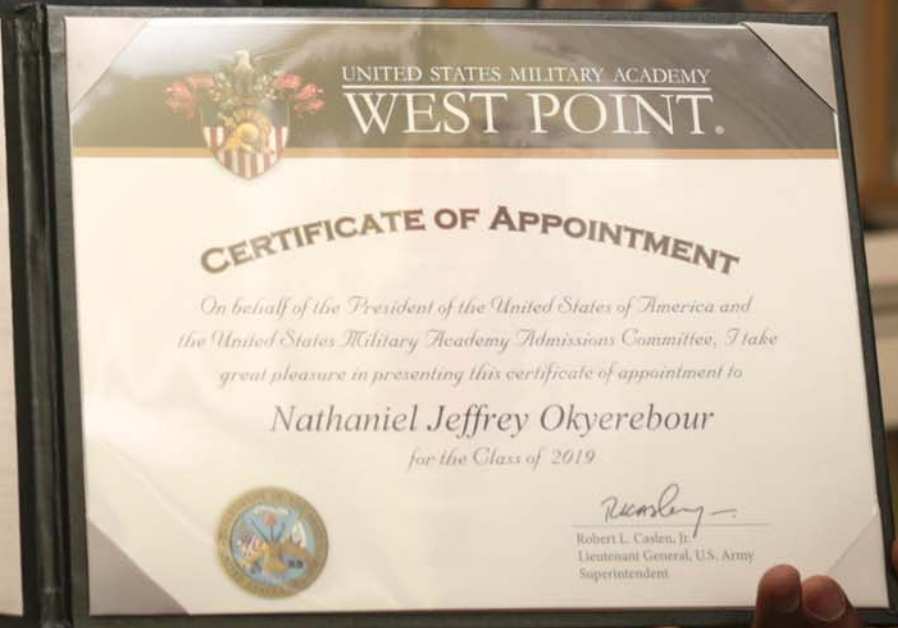 UNITED STATES MILITARY ACADEMY
WEST POINT.
CERTIFICATE OF APPOINTMENT
On behalf of the President of the United States of America and
the United States Military Academy Admissions Committee, I take
great pleasure in presenting this certificate of appointment to
Nathaniel Jeffrey Okyerebour
for the Class of 2019
Robert L. Caslen, Jr.
Lieutenant General, U.S. Army
Superintendent